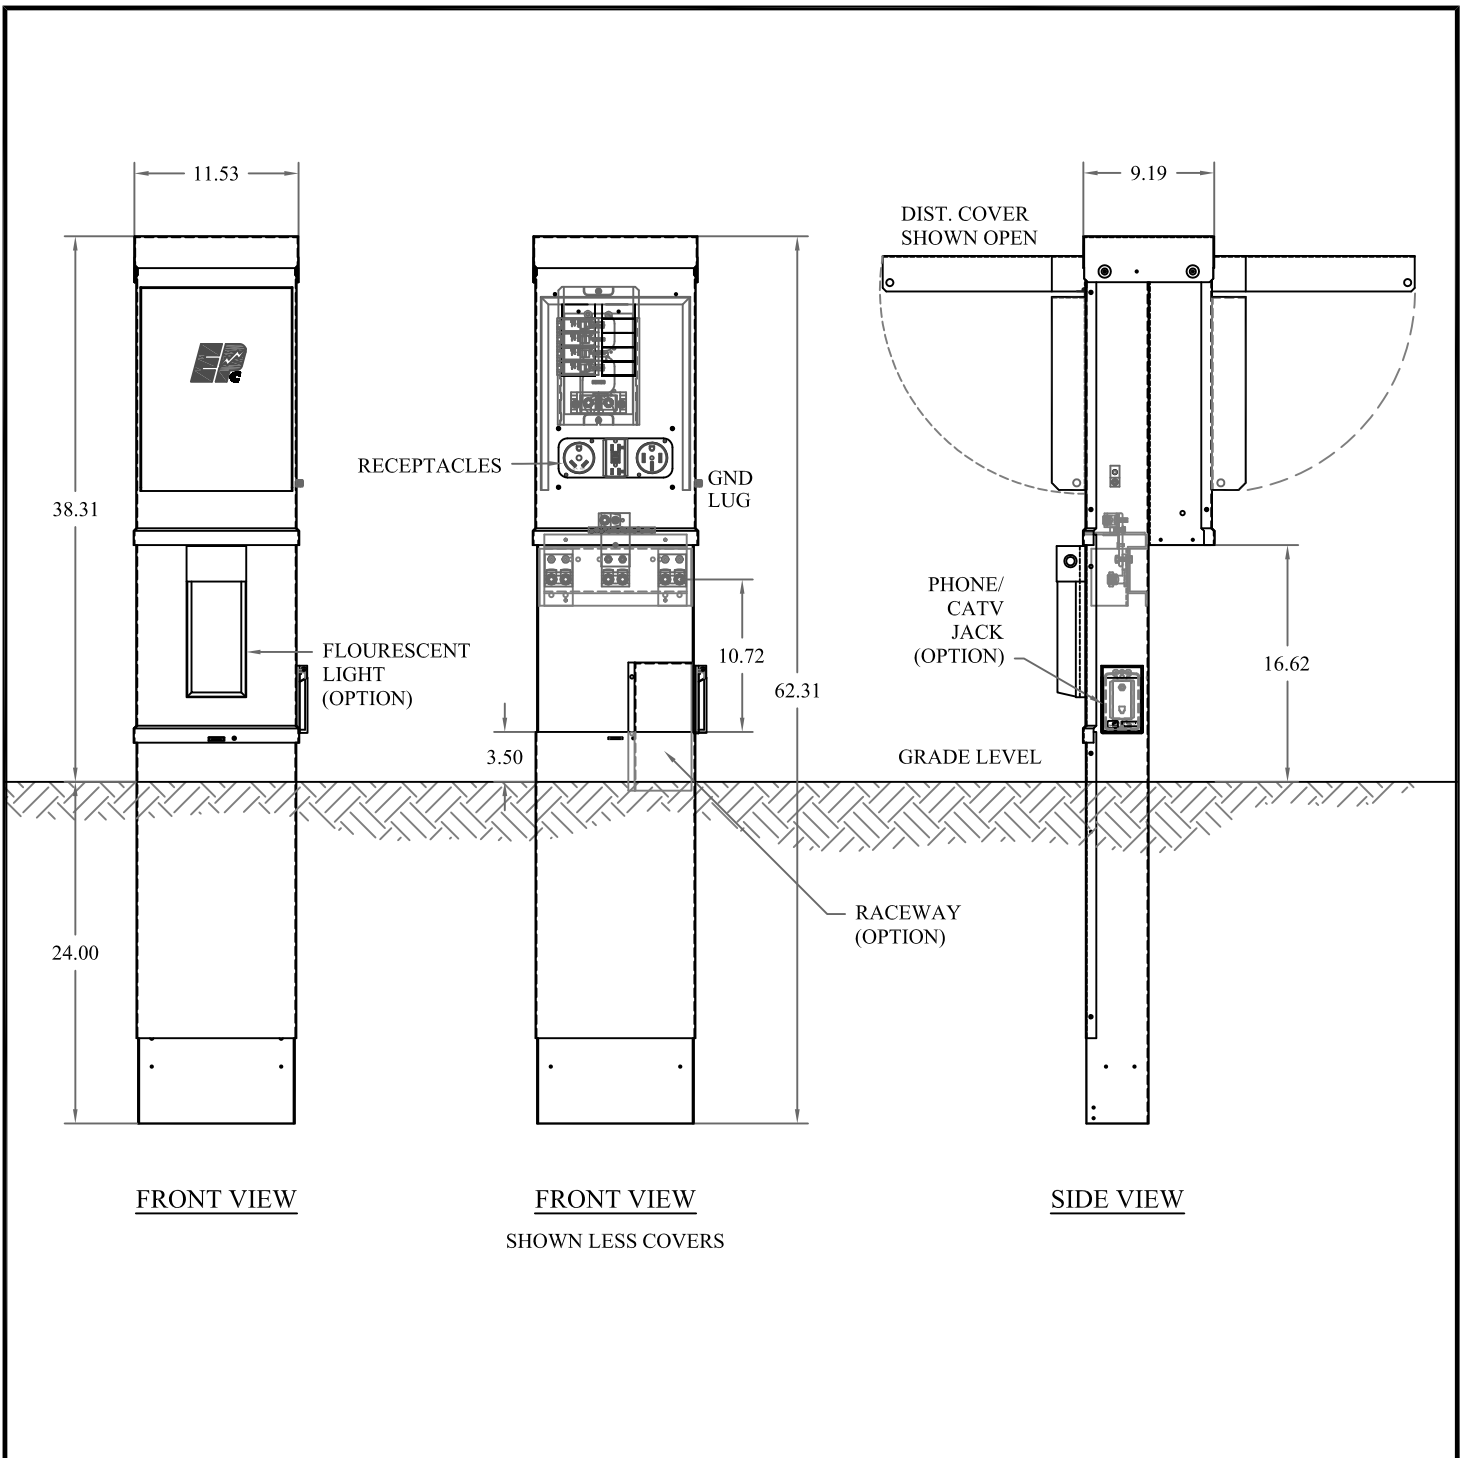 11.53
9.19
DIST. COVER
SHOWN OPEN
RECEPTACLES
GND
LUG
38.31
PHONE/
CATV
JACK
(OPTION)
FLOURESCENT
LIGHT
(OPTION)
10.72
16.62
62.31
3.50
GRADE LEVEL
RACEWAY
(OPTION)
24.00
FRONT VIEW
FRONT VIEW
SHOWN LESS COVERS
SIDE VIEW